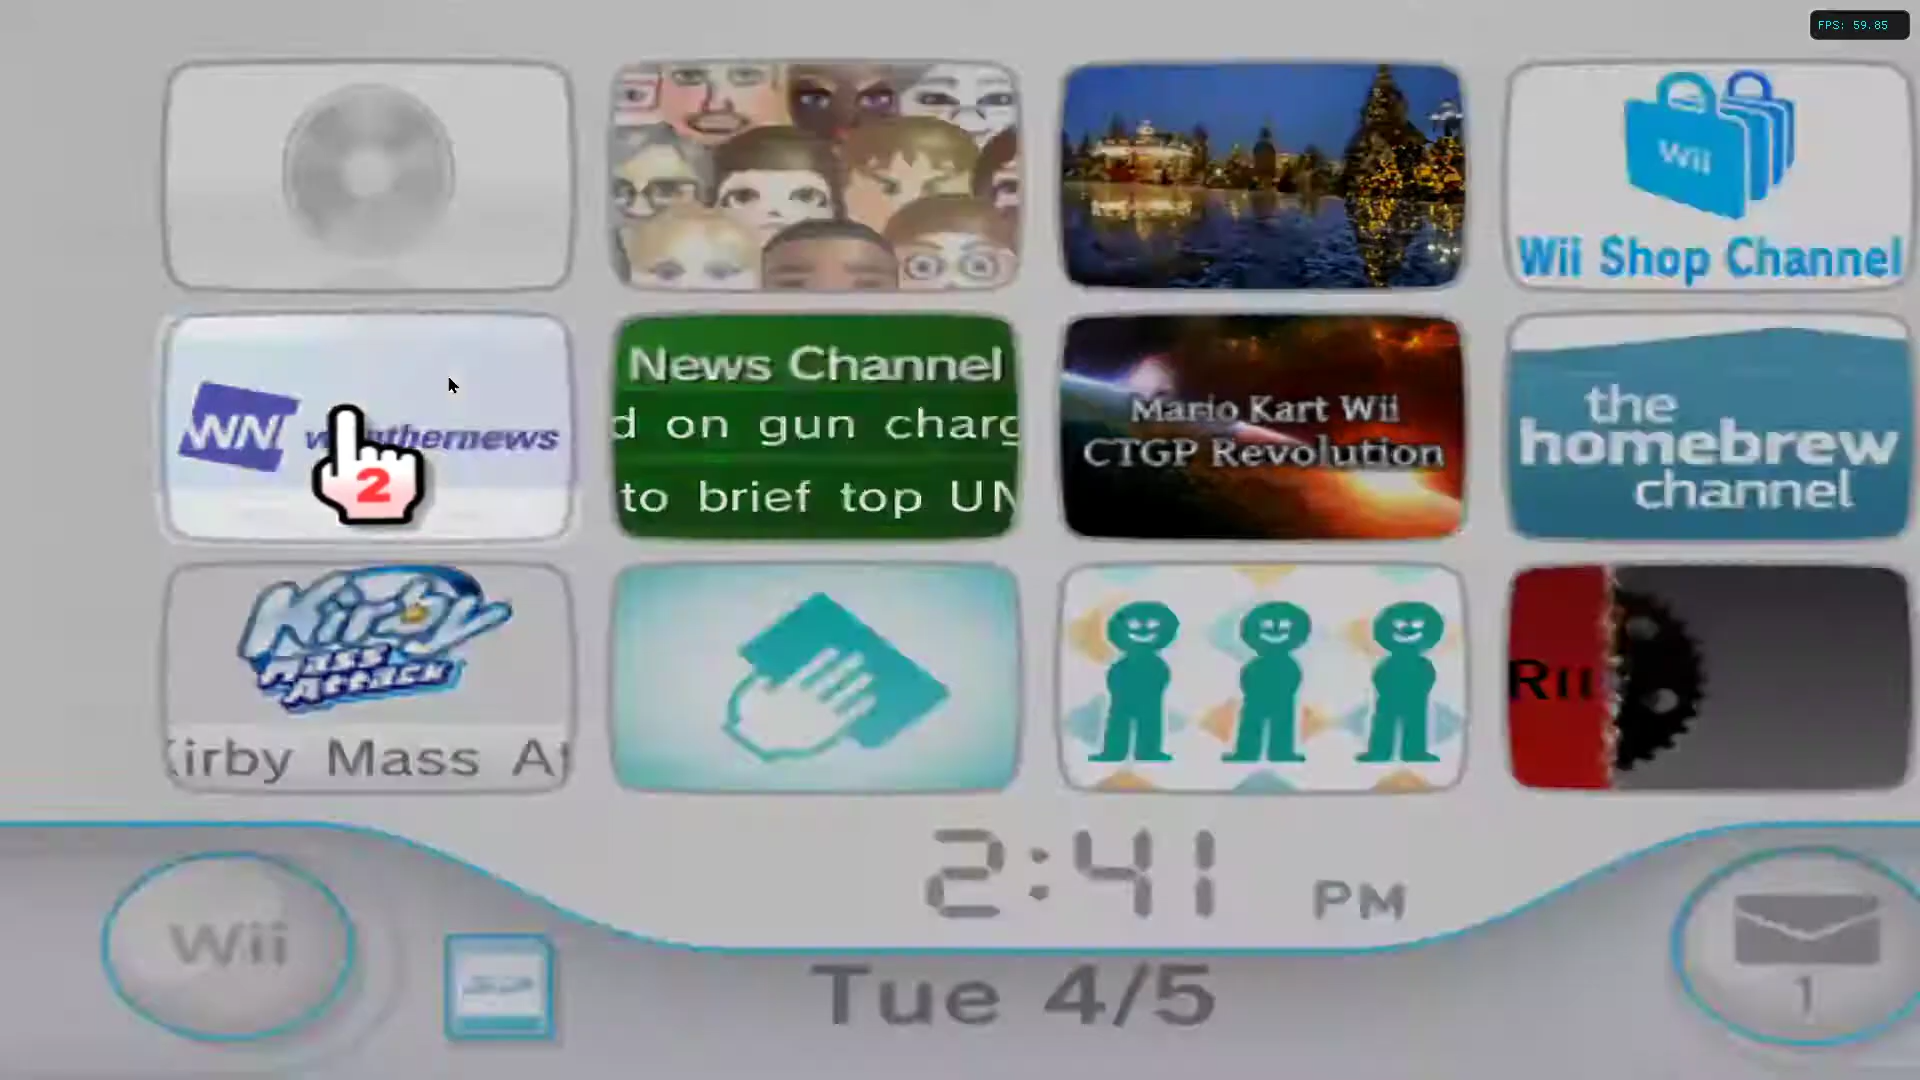 FPS: 59.85
Wii
Wii Shop Channel
WN
2
News Channel
d on gun charg
to brief top UN
Mario Kart Wii
CTGP Revolution
the
homebrew
channel
Kirby
Mass
Attack
Kirby Mass At
Rii
2:41 PM
Wii
Tue 4/5
1